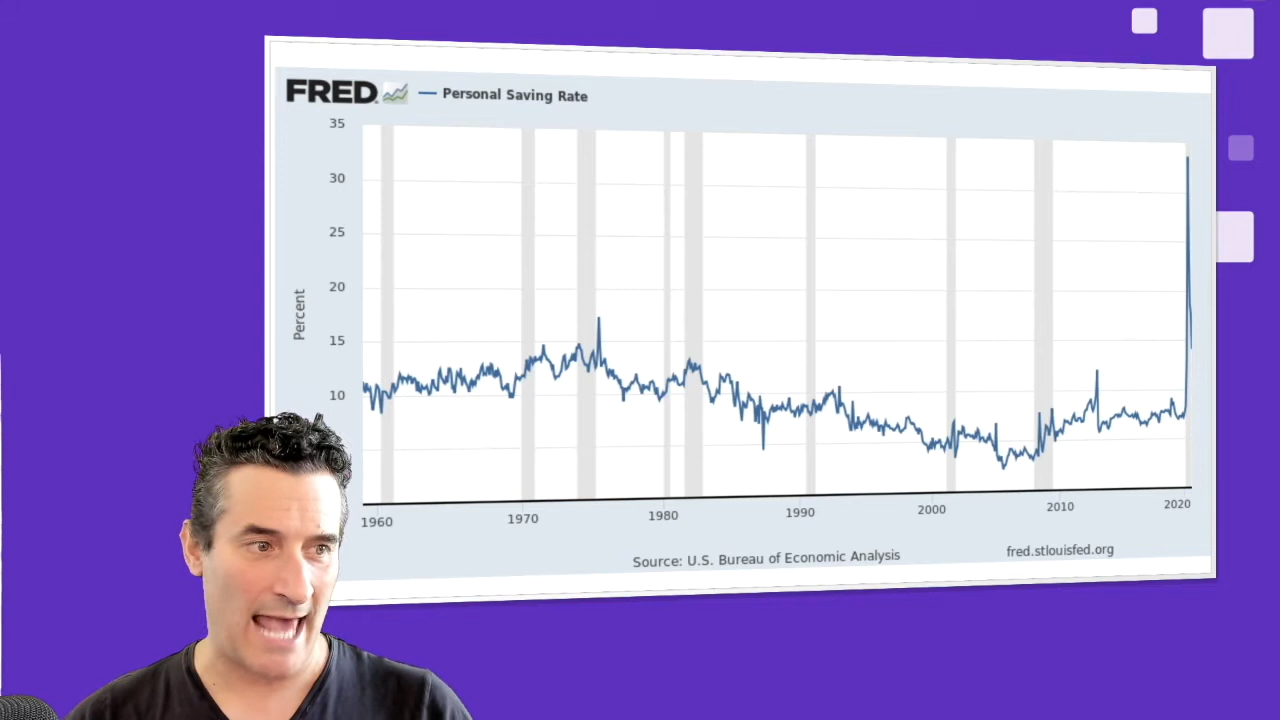 FRED
Personal Saving Rate
35
30
25
20
15
10
Percent
1960
1970
1980
1990
2000
2010
2020
Source: U.S. Bureau of Economic Analysis
fred.stlouisfed.org